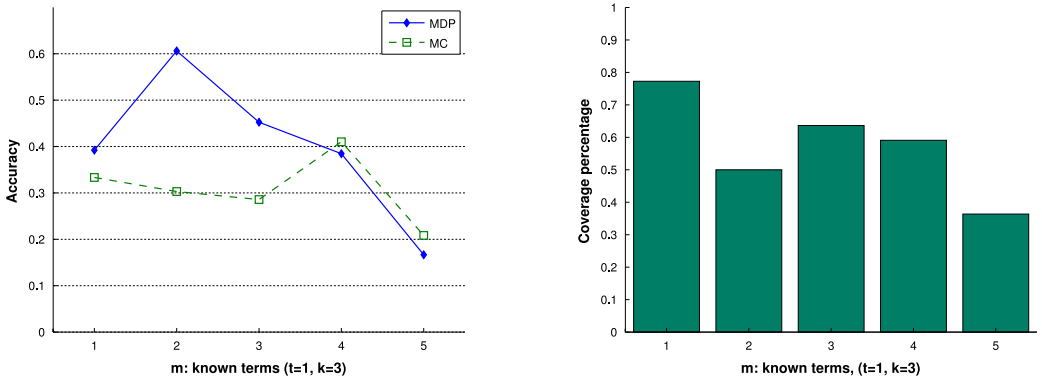 MDP
MC
Accuracy
0.6
0.5
0.4
0.3
0.2
0.1
0
1 2 3 4 5
m: known terms (t=1, k=3)
Coverage percentage
1
0.9
0.8
0.7
0.6
0.5
0.4
0.3
0.2
0.1
0
1 2 3 4 5
m: known terms, (t=1, k=3)